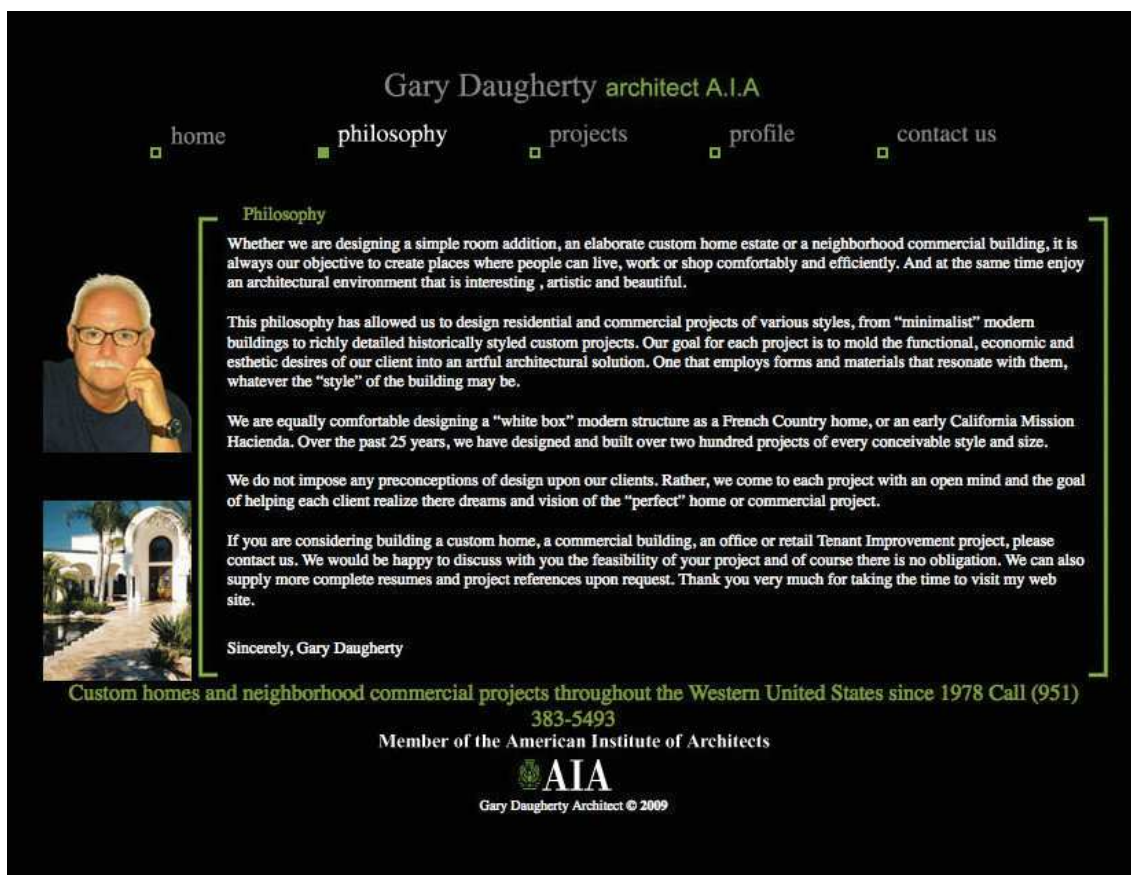 Gary Daugherty architect A.I.A
home philosophy projects profile contact us
Philosophy
Whether we are designing a simple room addition, an elaborate custom home estate or a neighborhood commercial building, it is
always our objective to create places where people can live, work or shop comfortably and efficiently. And at the same time enjoy
an architectural environment that is interesting , artistic and beautiful.
This philosophy has allowed us to design residential and commercial projects of various styles, from “minimalist” modern
buildings to richly detailed historically styled custom projects. Our goal for each project is to mold the functional, economic and
esthetic desires of our client into an artful architectural solution. One that employs forms and materials that resonate with them,
whatever the “style” of the building may be.
We are equally comfortable designing a “white box” modern structure as a French Country home, or an early California Mission
Hacienda. Over the past 25 years, we have designed and built over two hundred projects of every conceivable style and size.
We do not impose any preconceptions of design upon our clients. Rather, we come to each project with an open mind and the goal
of helping each client realize there dreams and vision of the “perfect” home or commercial project.
If you are considering building a custom home, a commercial building, an office or retail Tenant Improvement project, please
contact us. We would be happy to discuss with you the feasibility of your project and of course there is no obligation. We can also
supply more complete resumes and project references upon request. Thank you very much for taking the time to visit my web
site.
Sincerely, Gary Daugherty
Custom homes and neighborhood commercial projects throughout the Western United States since 1978 Call (951)
383-5493
Member of the American Institute of Architects
AIA
Gary Daugherty Architect © 2009